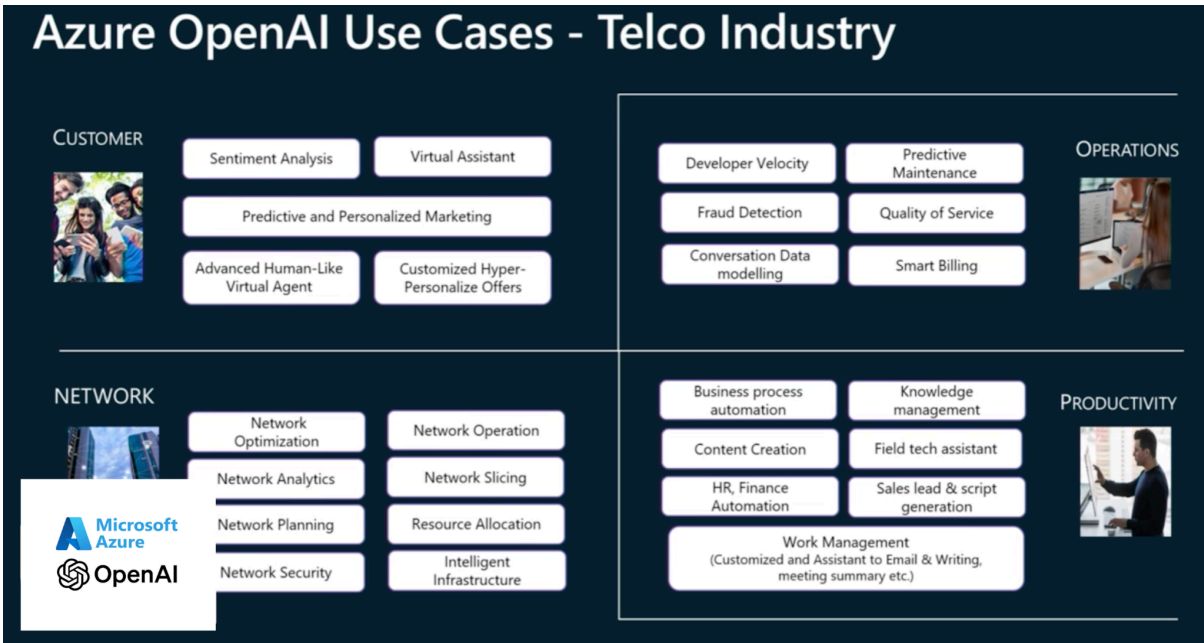 Azure OpenAI Use Cases - Telco Industry
CUSTOMER
Sentiment Analysis
Virtual Assistant
Predictive and Personalized Marketing
Advanced Human-Like
Virtual Agent
Customized Hyper-
Personalize Offers
OPERATIONS
Developer Velocity
Predictive
Maintenance
Fraud Detection
Quality of Service
Conversation Data
modelling
Smart Billing
NETWORK
Network
Optimization
Network Operation
Network Analytics
Network Slicing
Network Planning
Resource Allocation
Network Security
Intelligent
Infrastructure
Microsoft
Azure
OpenAI
PRODUCTIVITY
Business process
automation
Knowledge
management
Content Creation
Field tech assistant
HR, Finance
Automation
Sales lead & script
generation
Work Management
(Customized and Assistant to Email & Writing,
meeting summary etc.)